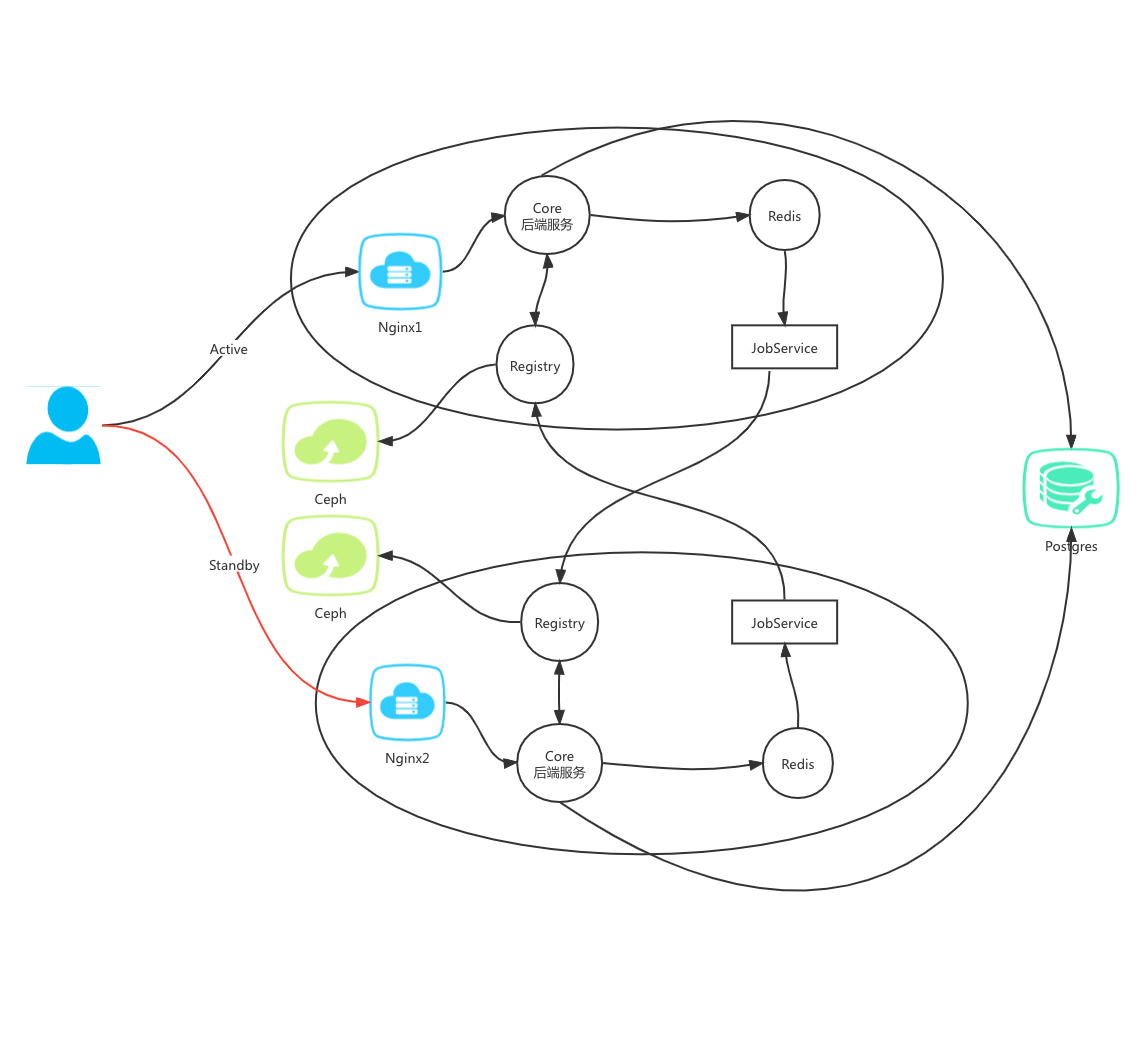 Core
后端服务
Redis
Nginx1
Active
JobService
Registry
Ceph
Postgres
Standby
Ceph
Registry
JobService
Nginx2
Core
后端服务
Redis